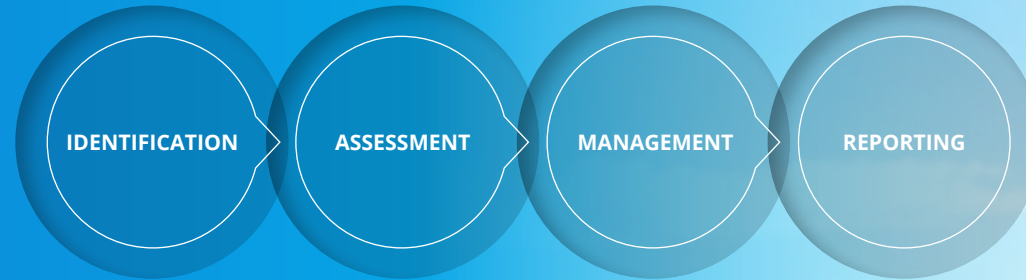 IDENTIFICATION
ASSESSMENT
MANAGEMENT
REPORTING